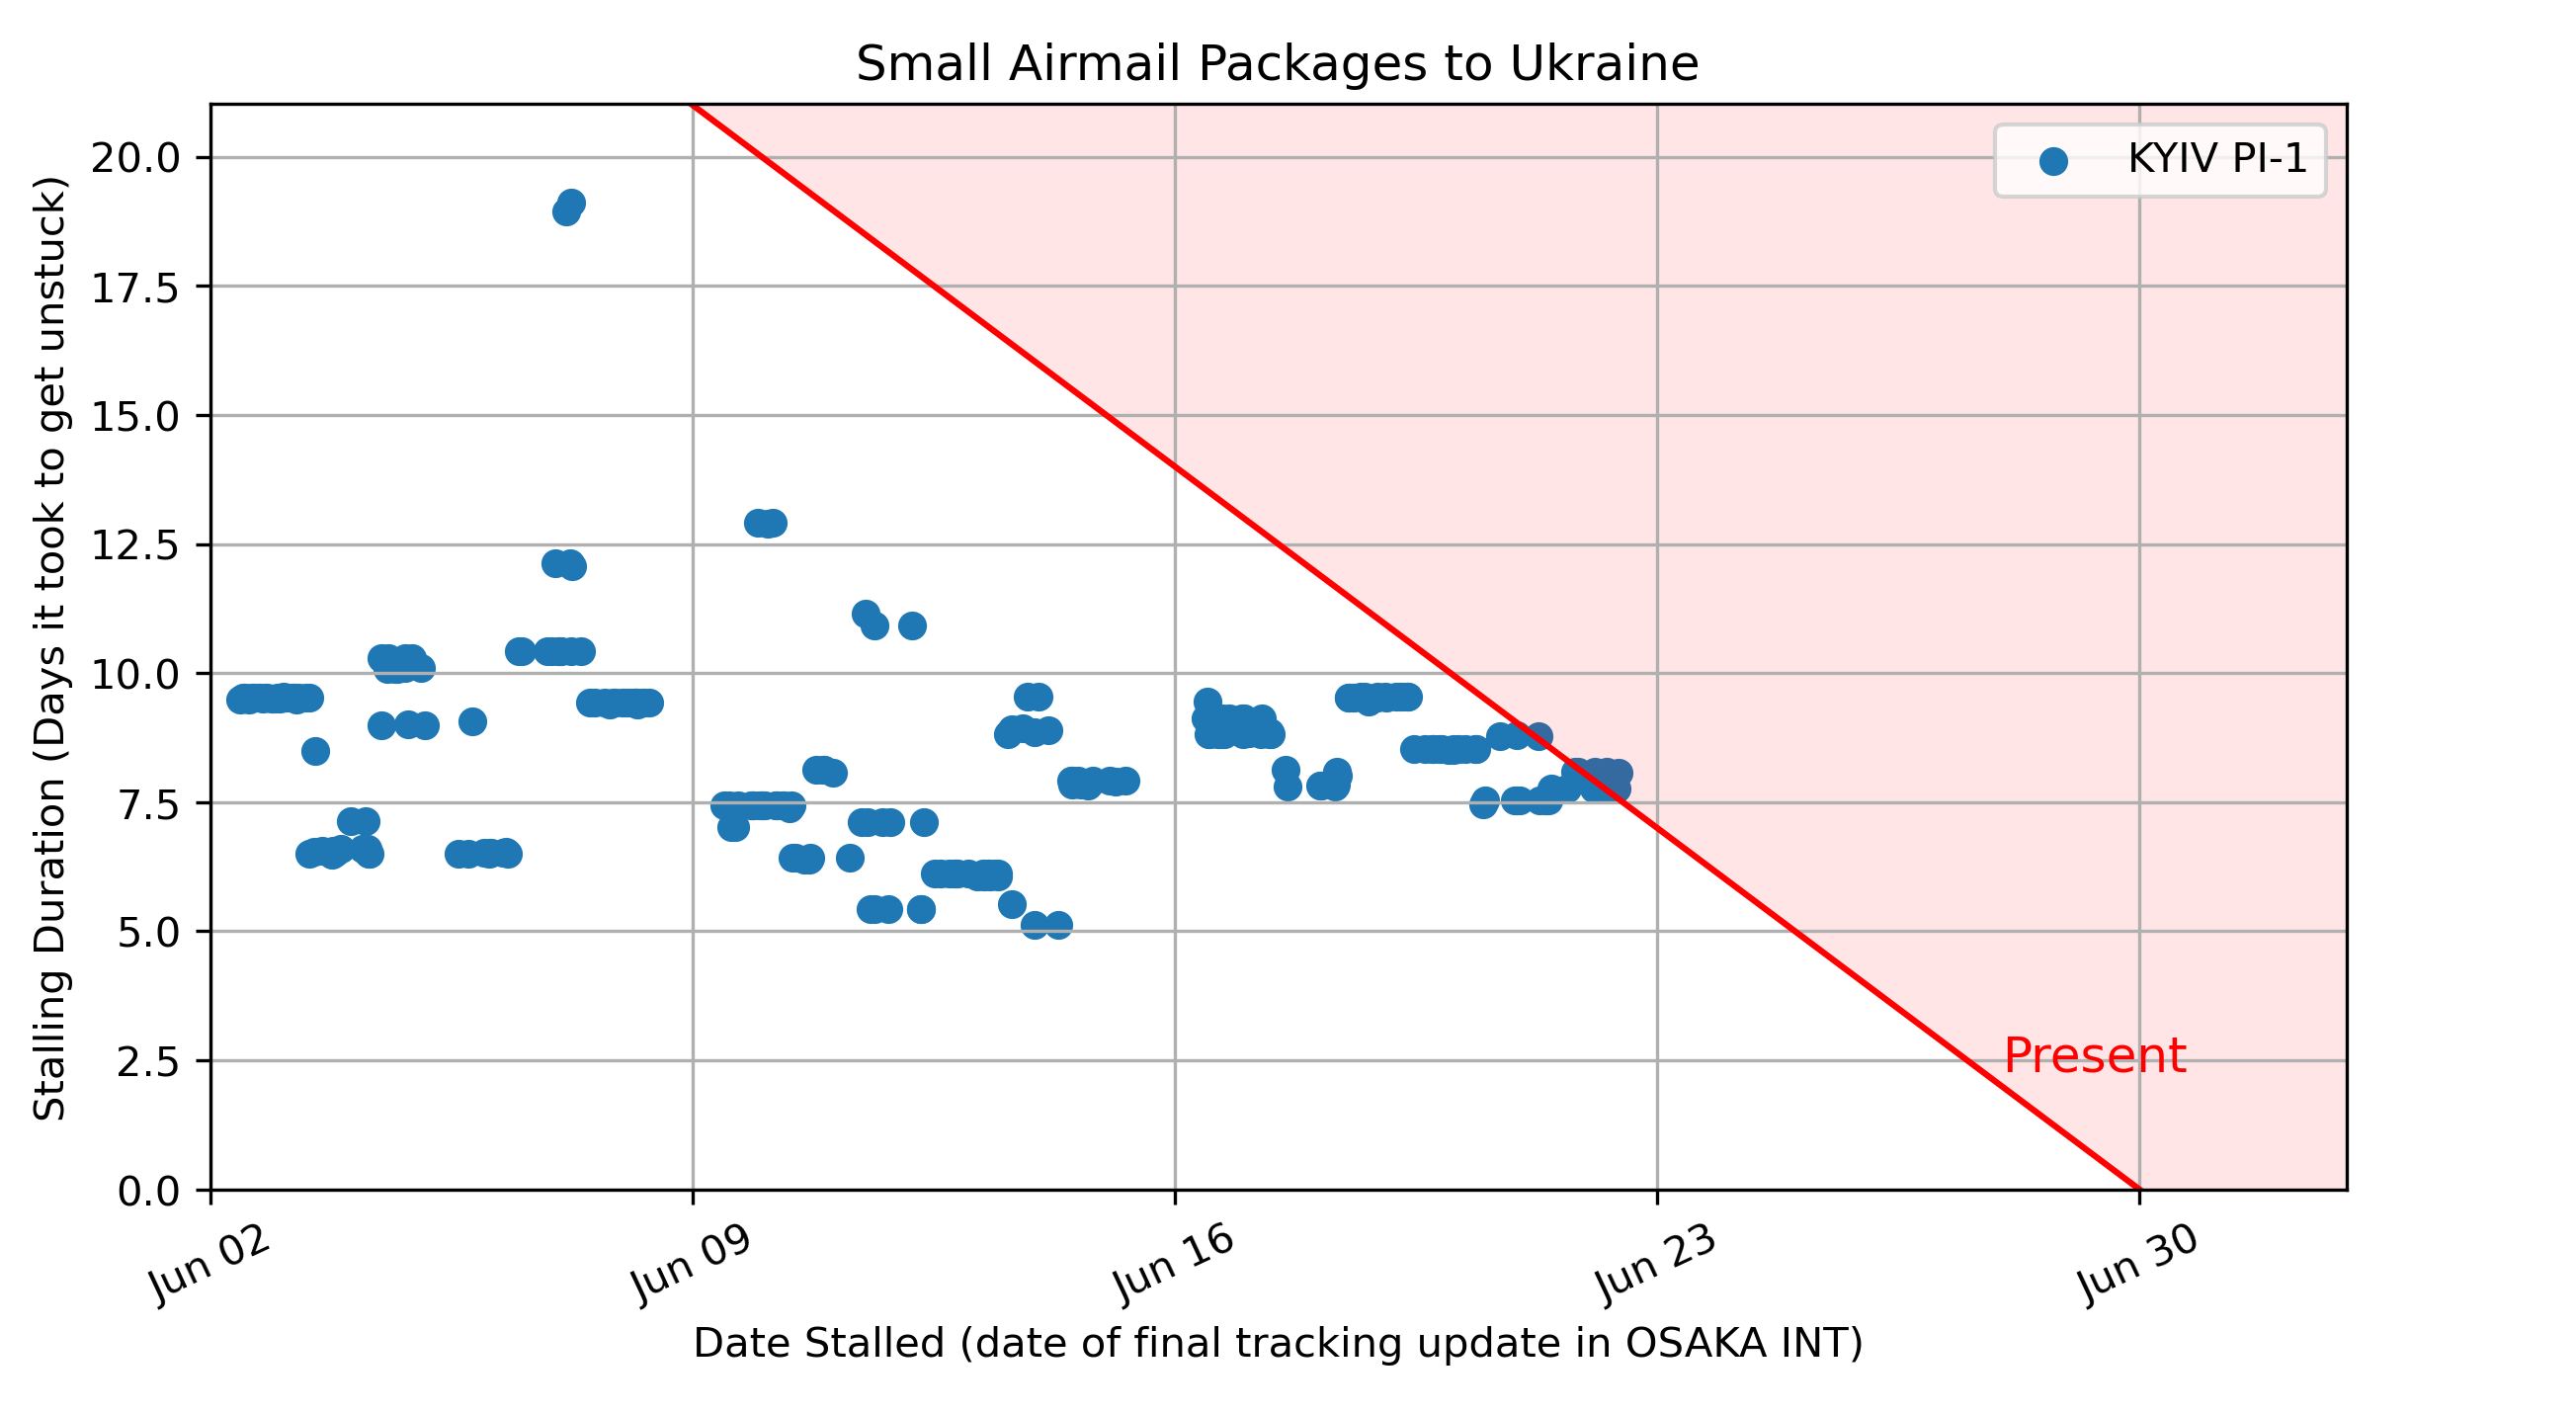 Small Airmail Packages to Ukraine
KYIV PI-1
Stalling Duration (Days it took to get unstuck)
20.0
17.5
15.0
12.5
10.0
7.5
5.0
2.5
0.0
Present
Jun 02
Jun 09
Jun 16
Jun 23
Jun 30
Date Stalled (date of final tracking update in OSAKA INT)